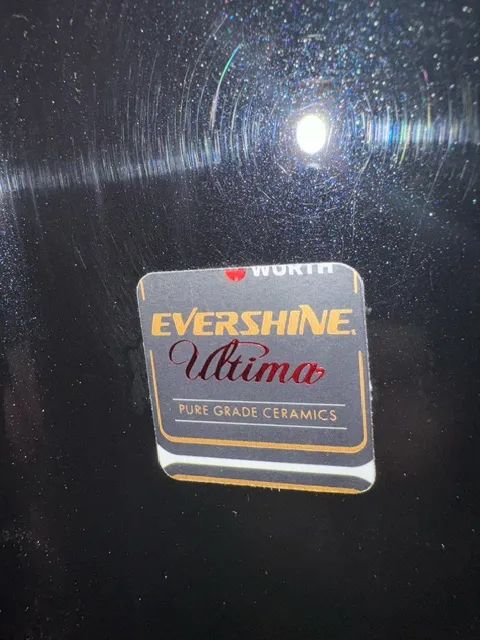 WÜRTH
EVERSHINE
Ultima
PURE GRADE CERAMICS